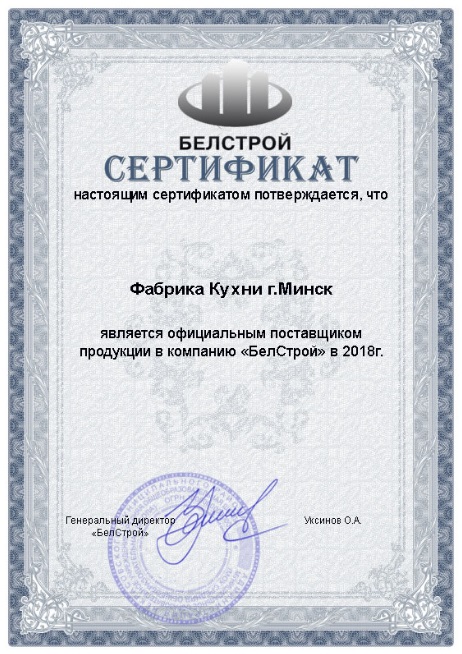 БЕЛСТРОЙ
СЕРТИФИКАТ
настоящим сертификатом потверждается, что
Фабрика Кухни г.Минск
является официальным поставщиком
продукции в компанию «БелСтрой» в 2018г.
Генеральный директор Уксинов О.А.
«БелСтрой»